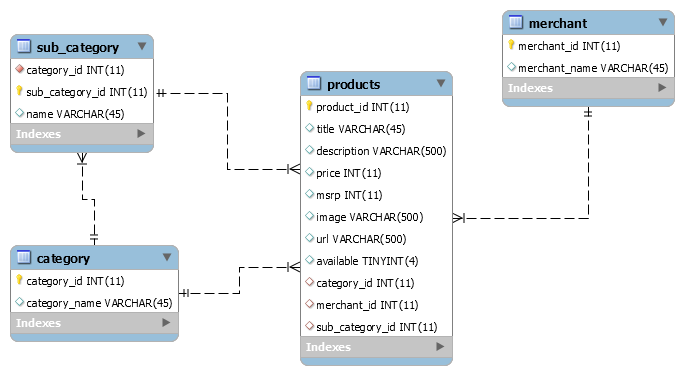 sub_category
category_id INT(11)
sub_category_id INT(11)
name VARCHAR(45)
Indexes
category
category_id INT(11)
category_name VARCHAR(45)
Indexes
products
product_id INT(11)
title VARCHAR(45)
description VARCHAR(500)
price INT(11)
msrp INT(11)
image VARCHAR(500)
url VARCHAR(500)
available TINYINT(4)
category_id INT(11)
merchant_id INT(11)
sub_category_id INT(11)
Indexes
merchant
merchant_id INT(11)
merchant_name VARCHAR(45)
Indexes